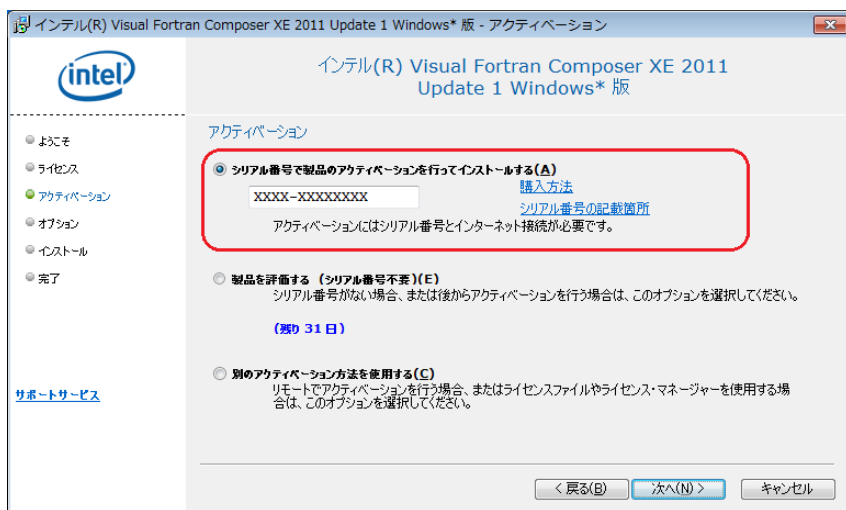 インテル(R) Visual Fortran Composer XE 2011 Update 1 Windows* 版 - アクティベーション
intel
インテル(R) Visual Fortran Composer XE 2011
Update 1 Windows* 版
ようこそ
ライセンス
アクティベーション
オプション
インストール
完了
サポートサービス
アクティベーション
シリアル番号で製品のアクティベーションを行ってインストールする(A)
XXXX-XXXXXXXX
購入方法
シリアル番号の記載箇所
アクティベーションにはシリアル番号とインターネット接続が必要です。
製品を評価する (シリアル番号不要)(E)
シリアル番号がない場合、または後からアクティベーションを行う場合は、このオプションを選択してください。
(残り 31 日)
別のアクティベーション方法を使用する(C)
リモートでアクティベーションを行う場合、またはライセンスファイルやライセンス・マネージャーを使用する場
合は、このオプションを選択してください。
< 戻る(B)
次へ(N) >
キャンセル